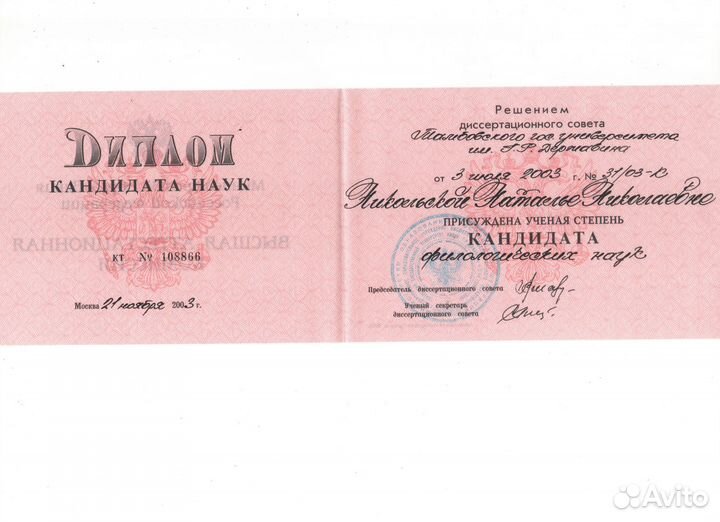 Диплом
КАНДИДАТА НАУК
КТ № 108866
Москва 21 ноября 2003 г.
Решением
диссертационного совета
Тамбовского гос. университета
им. Г.Р. Державина
от 3 июля 2003 г. № 31/03-К
Никольской Наталье Николаевне
ПРИСУЖДЕНА УЧЕНАЯ СТЕПЕНЬ
КАНДИДАТА
филологических наук
Председатель диссертационного совета
Ученый секретарь
диссертационного совета
Avito